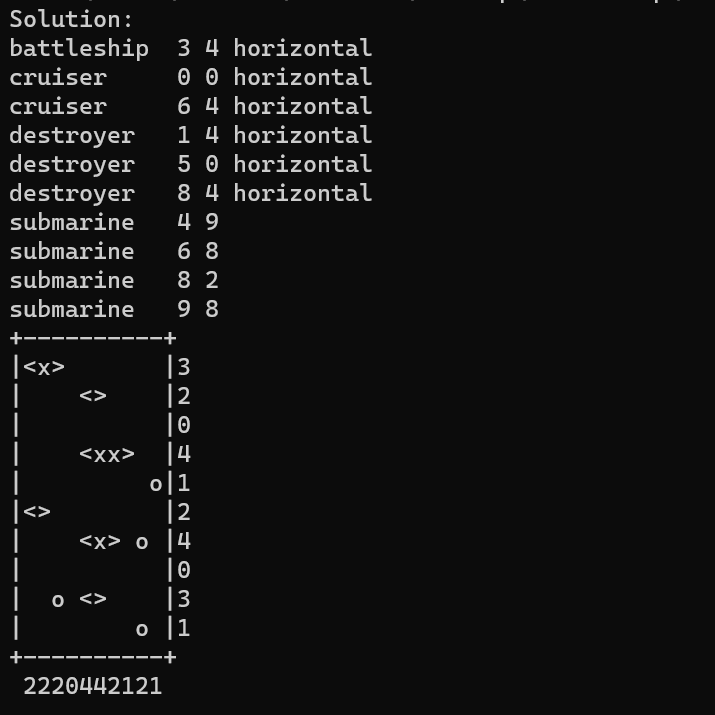 Solution:
battleship  3 4 horizontal
cruiser     0 0 horizontal
cruiser     6 4 horizontal
destroyer   1 4 horizontal
destroyer   5 0 horizontal
destroyer   8 4 horizontal
submarine   4 9
submarine   6 8
submarine   8 2
submarine   9 8
+----------+
|<x>       |3
|    <>    |2
|          |0
|    <xx>  |4
|         o|1
|<>        |2
|    <x> o |4
|          |0
|  o <>    |3
|        o |1
+----------+
 2220442121